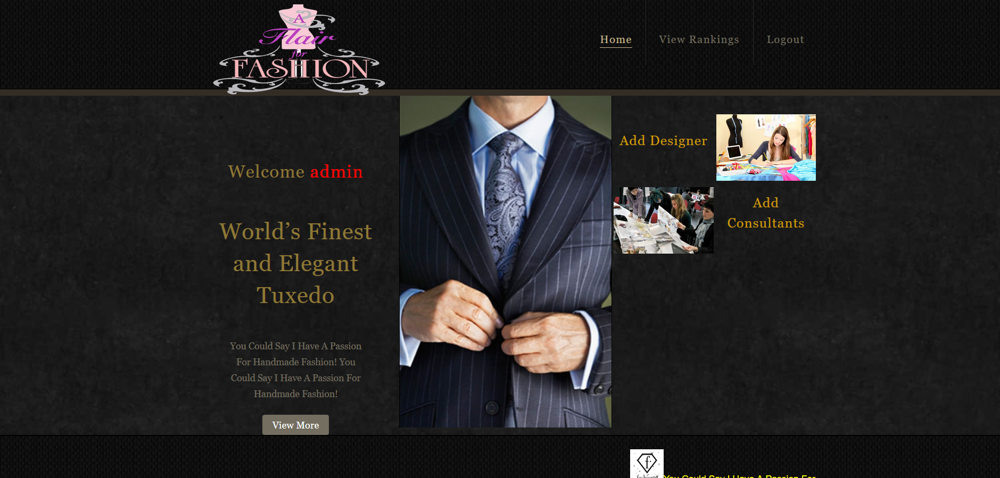 A
Flair
for
FASHION
Home
View Rankings
Logout
Welcome admin
World’s Finest
and Elegant
Tuxedo
You Could Say I Have A Passion
For Handmade Fashion! You
Could Say I Have A Passion For
Handmade Fashion!
View More
Add Designer
Add
Consultants
f.
You Could Say I Have A Passion For